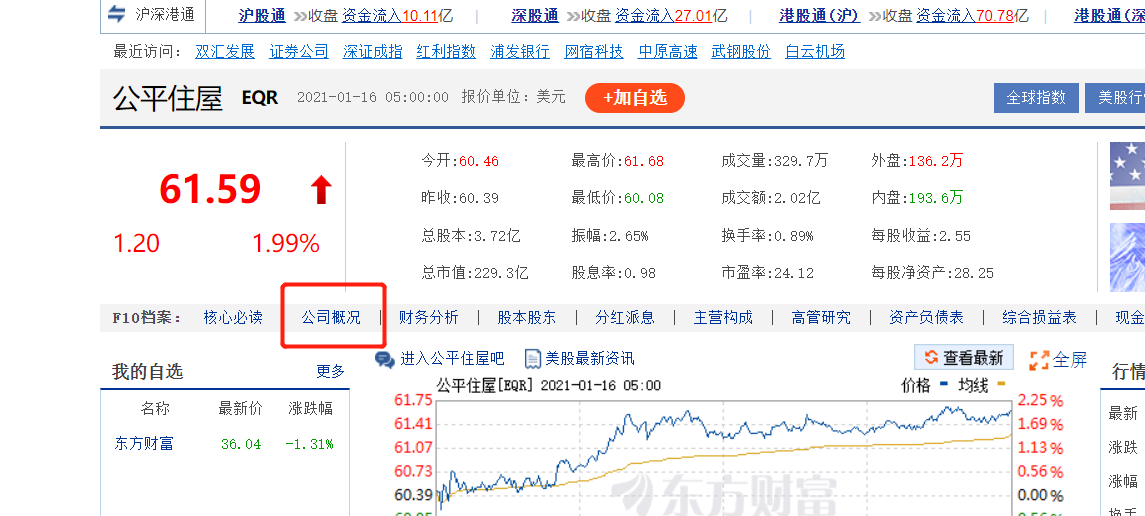 沪深港通 沪股通 收盘 资金流入10.11亿 | 深股通 收盘 资金流入27.01亿 | 港股通(沪) 收盘 资金流入70.78亿 | 港股通(深
最近访问： 双汇发展 证券公司 深证成指 红利指数 浦发银行 网宿科技 中原高速 武钢股份 白云机场
公平住屋 EQR 2021-01-16 05:00:00 报价单位：美元 +加自选 全球指数 美股行
今开:60.46 最高价:61.68 成交量:329.7万 外盘:136.2万
61.59
昨收:60.39 最低价:60.08 成交额:2.02亿 内盘:193.6万
1.20 1.99% 总股本:3.72亿 振幅:2.65% 换手率:0.89% 每股收益:2.55
总市值:229.3亿 股息率:0.98 市盈率:24.12 每股净资产:28.25
F10档案： 核心必读 公司概况 | 财务分析 | 股本股东 | 分红派息 | 主营构成 | 高管研究 | 资产负债表 | 综合损益表 | 现金
进入公平住屋吧 美股最新资讯 查看最新 全屏
我的自选 更多
行情
公平住屋[EQR] 2021-01-16 05:00 价格 均线
名称 最新价 涨跌幅
东方财富 36.04 -1.31%
61.75 2.25%
61.41 1.69%
61.07 1.13%
60.73 0.56%
60.39 0.00%
东方财富
最新
涨跌
涨幅
换手